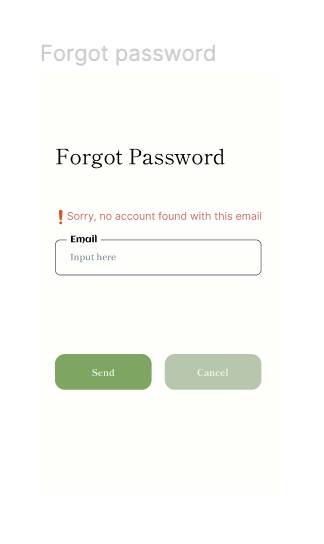 Forgot password
Forgot Password
❗Sorry, no account found with this email
Email
Input here
Send
Cancel